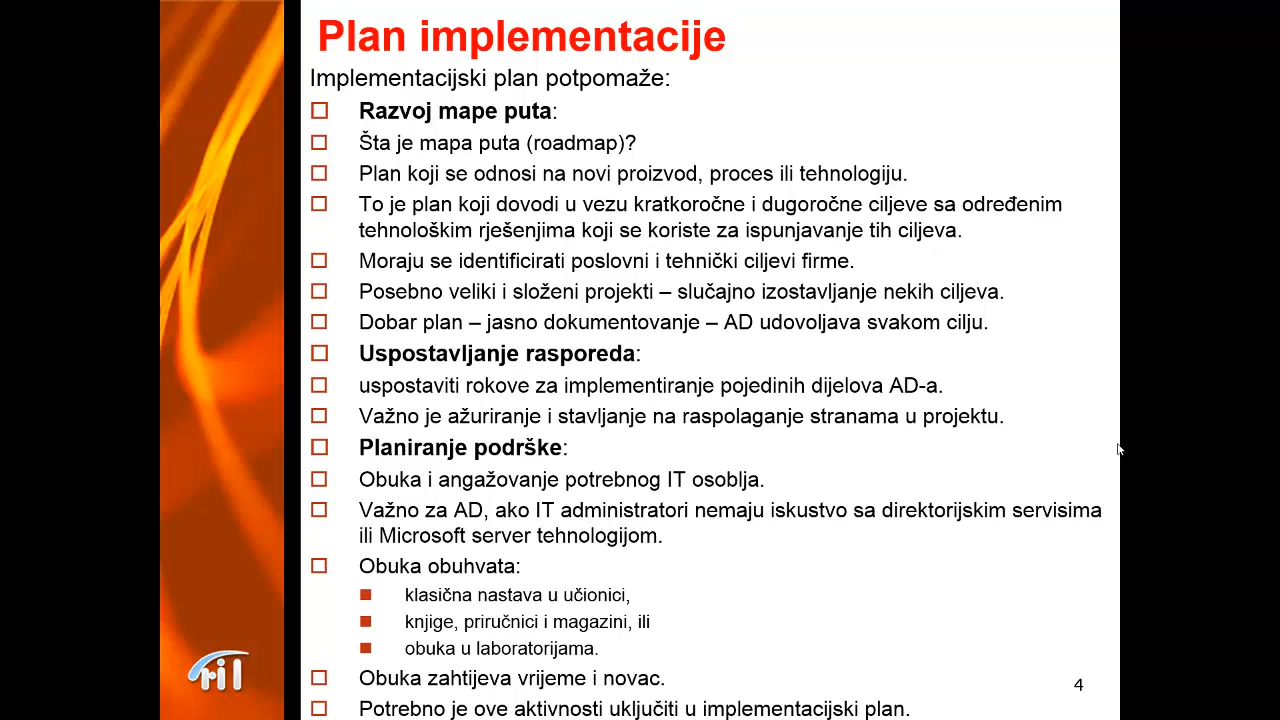 Plan implementacije
Implementacijski plan potpomaže:
Razvoj mape puta:
Šta je mapa puta (roadmap)?
Plan koji se odnosi na novi proizvod, proces ili tehnologiju.
To je plan koji dovodi u vezu kratkoročne i dugoročne ciljeve sa određenim
tehnološkim rješenjima koji se koriste za ispunjavanje tih ciljeva.
Moraju se identificirati poslovni i tehnički ciljevi firme.
Posebno veliki i složeni projekti – slučajno izostavljanje nekih ciljeva.
Dobar plan – jasno dokumentovanje – AD udovoljava svakom cilju.
Uspostavljanje rasporeda:
uspostaviti rokove za implementiranje pojedinih dijelova AD-a.
Važno je ažuriranje i stavljanje na raspolaganje stranama u projektu.
Planiranje podrške:
Obuka i angažovanje potrebnog IT osoblja.
Važno za AD, ako IT administratori nemaju iskustvo sa direktorijskim servisima
ili Microsoft server tehnologijom.
Obuka obuhvata:
klasična nastava u učionici,
knjige, priručnici i magazini, ili
obuka u laboratorijama.
Obuka zahtijeva vrijeme i novac.
Potrebno je ove aktivnosti uključiti u implementacijski plan.
ril
4